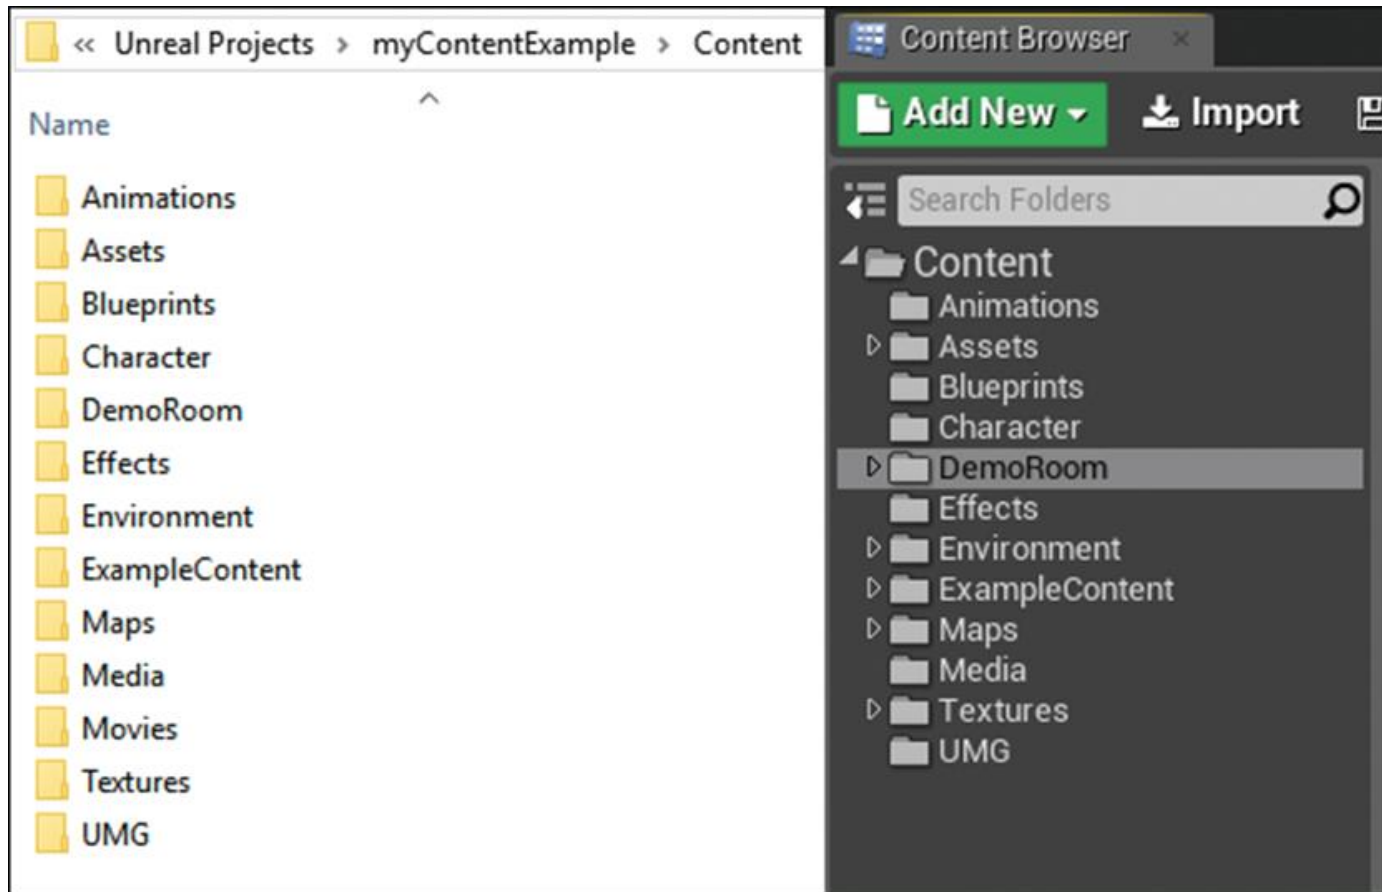 « Unreal Projects > myContentExample > Content
Name
Animations
Assets
Blueprints
Character
DemoRoom
Effects
Environment
ExampleContent
Maps
Media
Movies
Textures
UMG
Content Browser
Add New
Import
Search Folders
Content
Animations
Assets
Blueprints
Character
DemoRoom
Effects
Environment
ExampleContent
Maps
Media
Textures
UMG